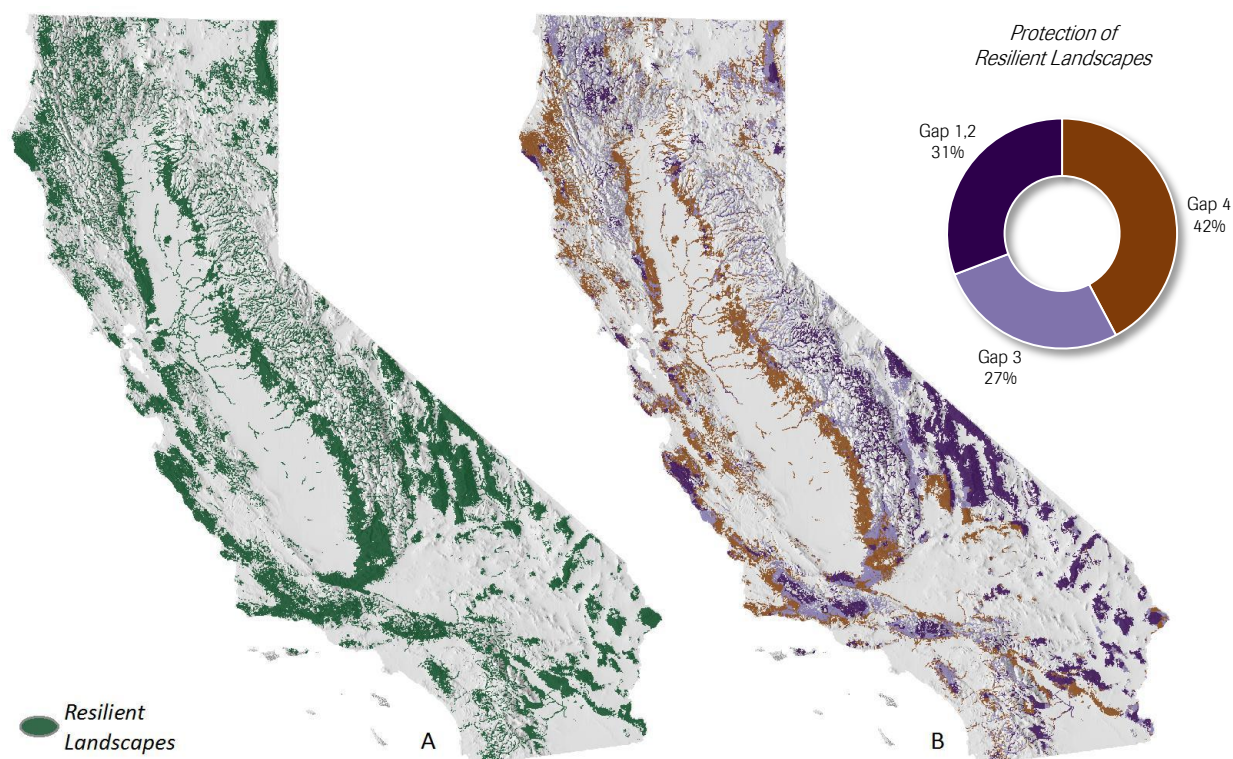 Protection of
Resilient Landscapes
Gap 1,2
31%
Gap 4
42%
Gap 3
27%
Resilient
Landscapes
A
B